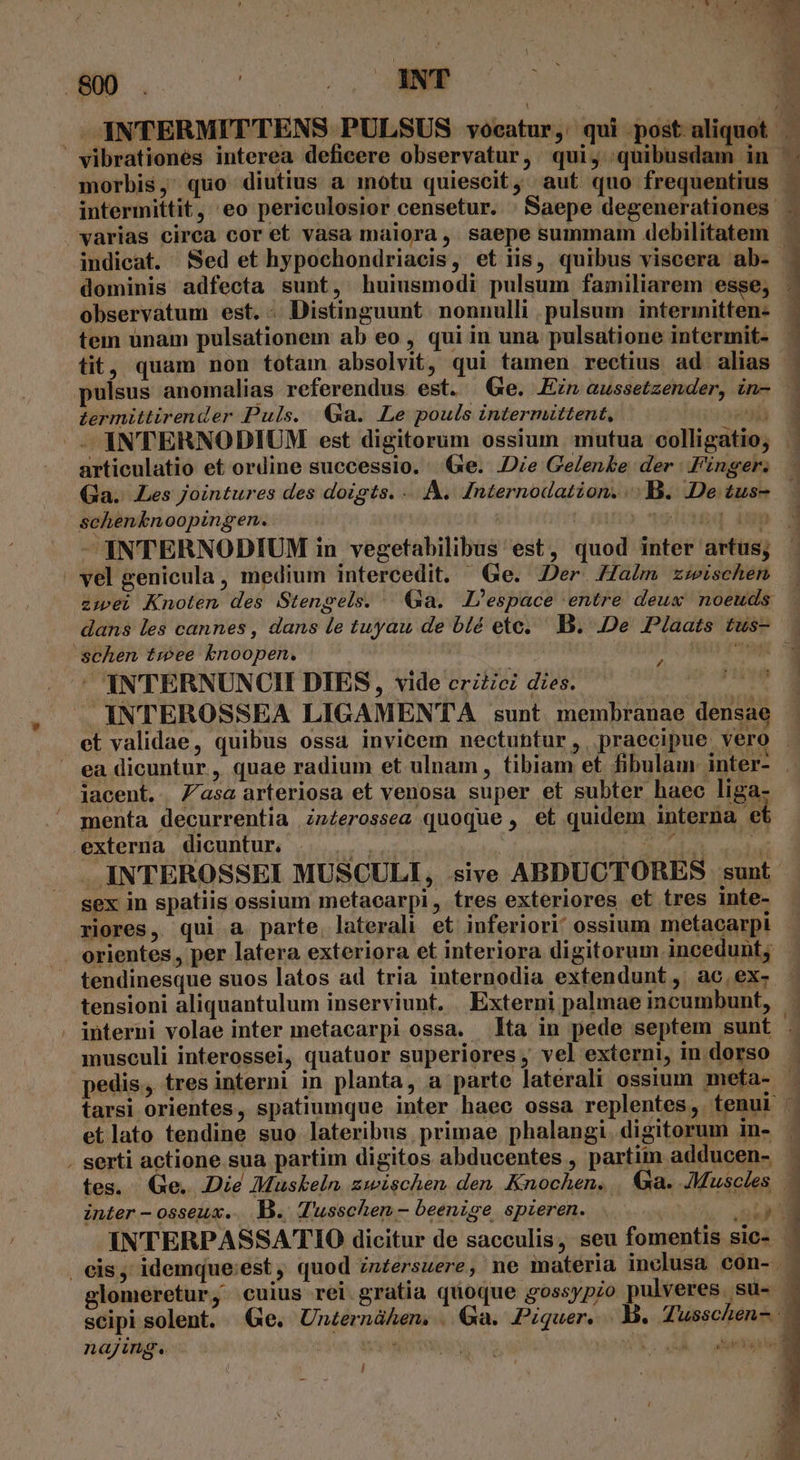 800 INT
INTERMITTENS PULSUS vocatur, qui post aliquot
vibrationes interea deficere observatur, qui, quibusdam in
morbis, quo diutius a motu quiescit, aut quo frequentius
intermittit, eo periculosior censetur. Saepe degenerationes
varias circa cor et vasa maiora, saepe summam debilitatem
indicat. Sed et hypochondriacis, et iis, quibus viscera ab-
dominis adfecta sunt, huiusmodi pulsum familiarem esse,
observatum est. Distinguunt nonnulli pulsum intermitten-
tem unam pulsationem ab eo, qui in una pulsatione intermit-
tit, quam non totam absolvit, qui tamen rectius ad alias
pulsus anomalias referendus est. Ge. Ein aussetzender, in-
termittirender Puls. Ga. Le pouls intermittent.
INTERNODIUM est digitorum ossium mutua colligatio,
articulatio et ordine successio. Ge. Die Gelenke der Finger.
Ga. Les jointures des doigts. A. Internodation. B. De tus-
schenknoopingen.
INTERNODIUM in vegetabilibus est, quod inter artus,
vel genicula, medium intercedit. Ge. Der Halm zwischen
zwei Knoten des Stengels. Ga. L'espace entre deux noeuds
dans les cannes, dans le tuyau de blé etc. B. De Plaats tus-
schen twee knoopen.
INTERNUNCII DIES, vide critici dies.
INTEROSSEA LIGAMENTA sunt membranae densae
et validae, quibus ossa invicem nectuntur, praecipue vero
ea dicuntur, quae radium et ulnam, tibiam et fibulam inter-
iacent. Vasa arteriosa et venosa super et subter haec liga-
menta decurrentia interossea quoque, et quidem interna et
externa dicuntur.
INTEROSSEI MUSCULI, sive ABDUCTORES sunt
sex in spatiis ossium metacarpi, tres exteriores et tres inte-
riores, qui a parte laterali et inferiori ossium metacarpi
orientes, per latera exteriora et interiora digitorum incedunt,
tendinesque suos latos ad tria internodia extendunt, ac ex-
tensioni aliquantulum inserviunt. Externi palmae incumbunt,
interni volae inter metacarpi ossa. Ita in pede septem sunt
musculi interossei, quatuor superiores, vel externi, in dorso
pedis, tres interni in planta, a parte laterali ossium meta-
tarsi orientes, spatiumque inter haec ossa replentes, tenui
et lato tendine suo lateribus primae phalangi digitorum in-
serti actione sua partim digitos abducentes, partim adducen-
tes. Ge. Die Muskeln zwischen den Knochen. Ga. Muscles
inter-osseux. B. Tusschen-beenige spieren.
INTERPASSATIO dicitur de sacculis, seu fomentis sic-
cis, idemque est, quod intersuere, ne materia inclusa con-
glomeretur, cuius rei gratia quoque gossypio pulveres su-
scipi solent. Ge. Unternähen. Ga. Piquer. B. Tusschen-
najing.